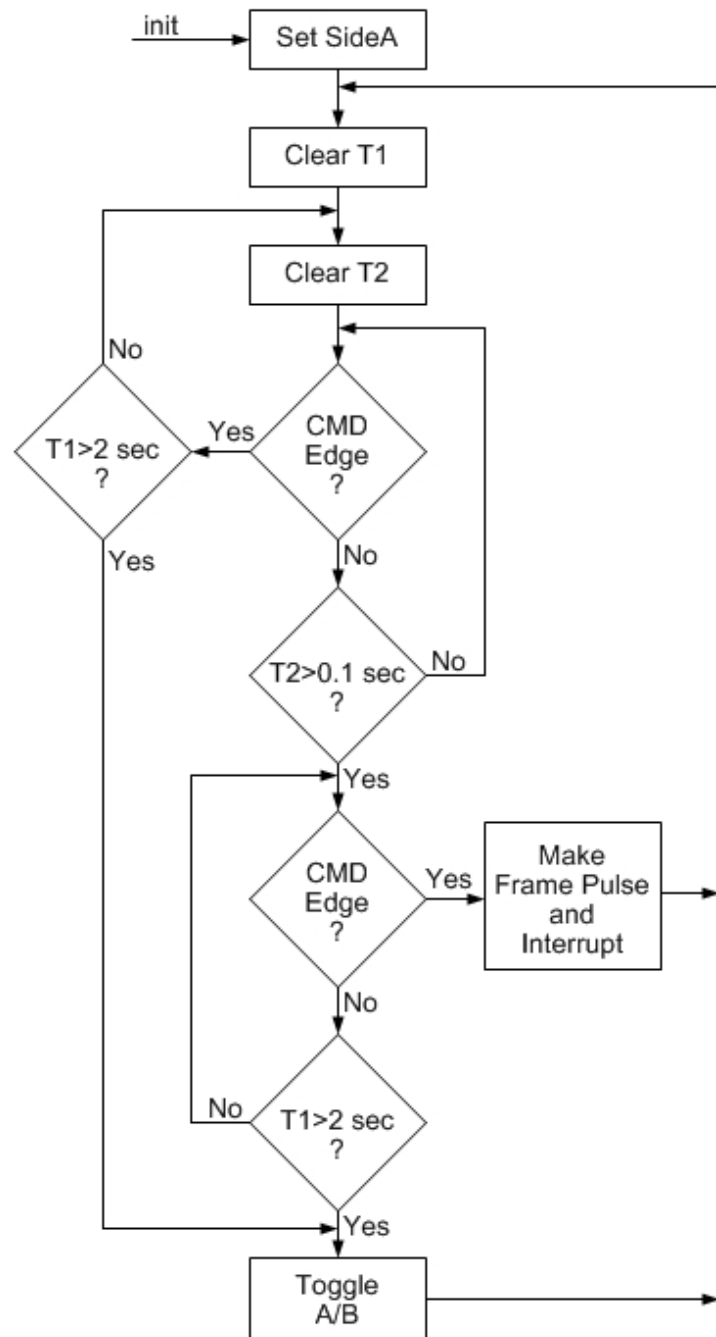 init
Set SideA
Clear T1
Clear T2
No
T1>2 sec
?
Yes
CMD
Edge
?
Yes
No
T2>0.1 sec
?
No
Yes
CMD
Edge
?
Yes
Make
Frame Pulse
and
Interrupt
No
T1>2 sec
?
No
Yes
Toggle
A/B